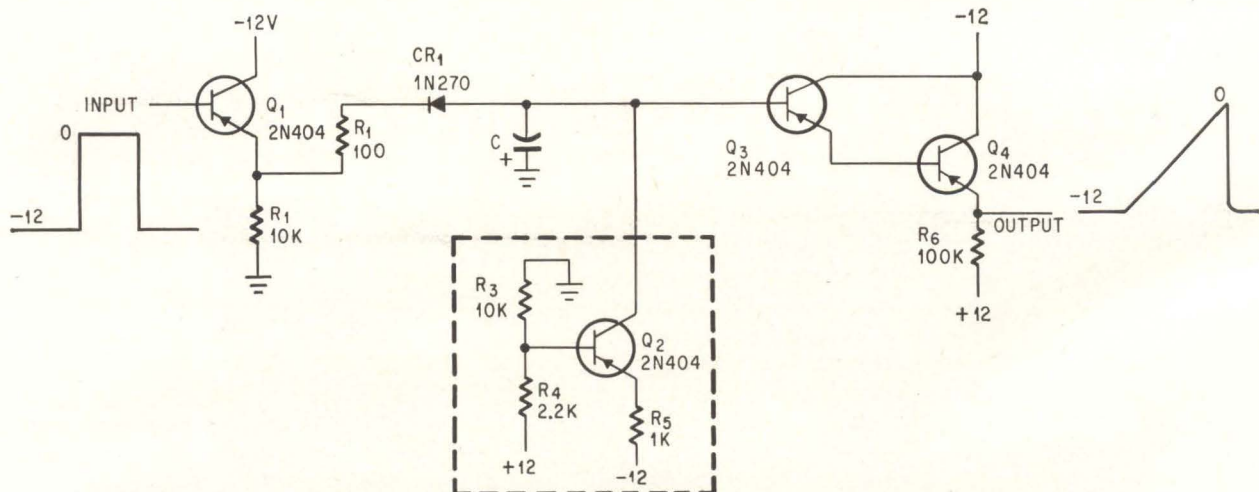 -12V
INPUT
0
-12
Q1
2N404
R1
100
R1
10K
CR1
1N270
C
+
R3
10K
R4
2.2K
+12
Q2
2N404
R5
1K
-12
Q3
2N404
-12
Q4
2N404
OUTPUT
R6
100K
+12
0
-12